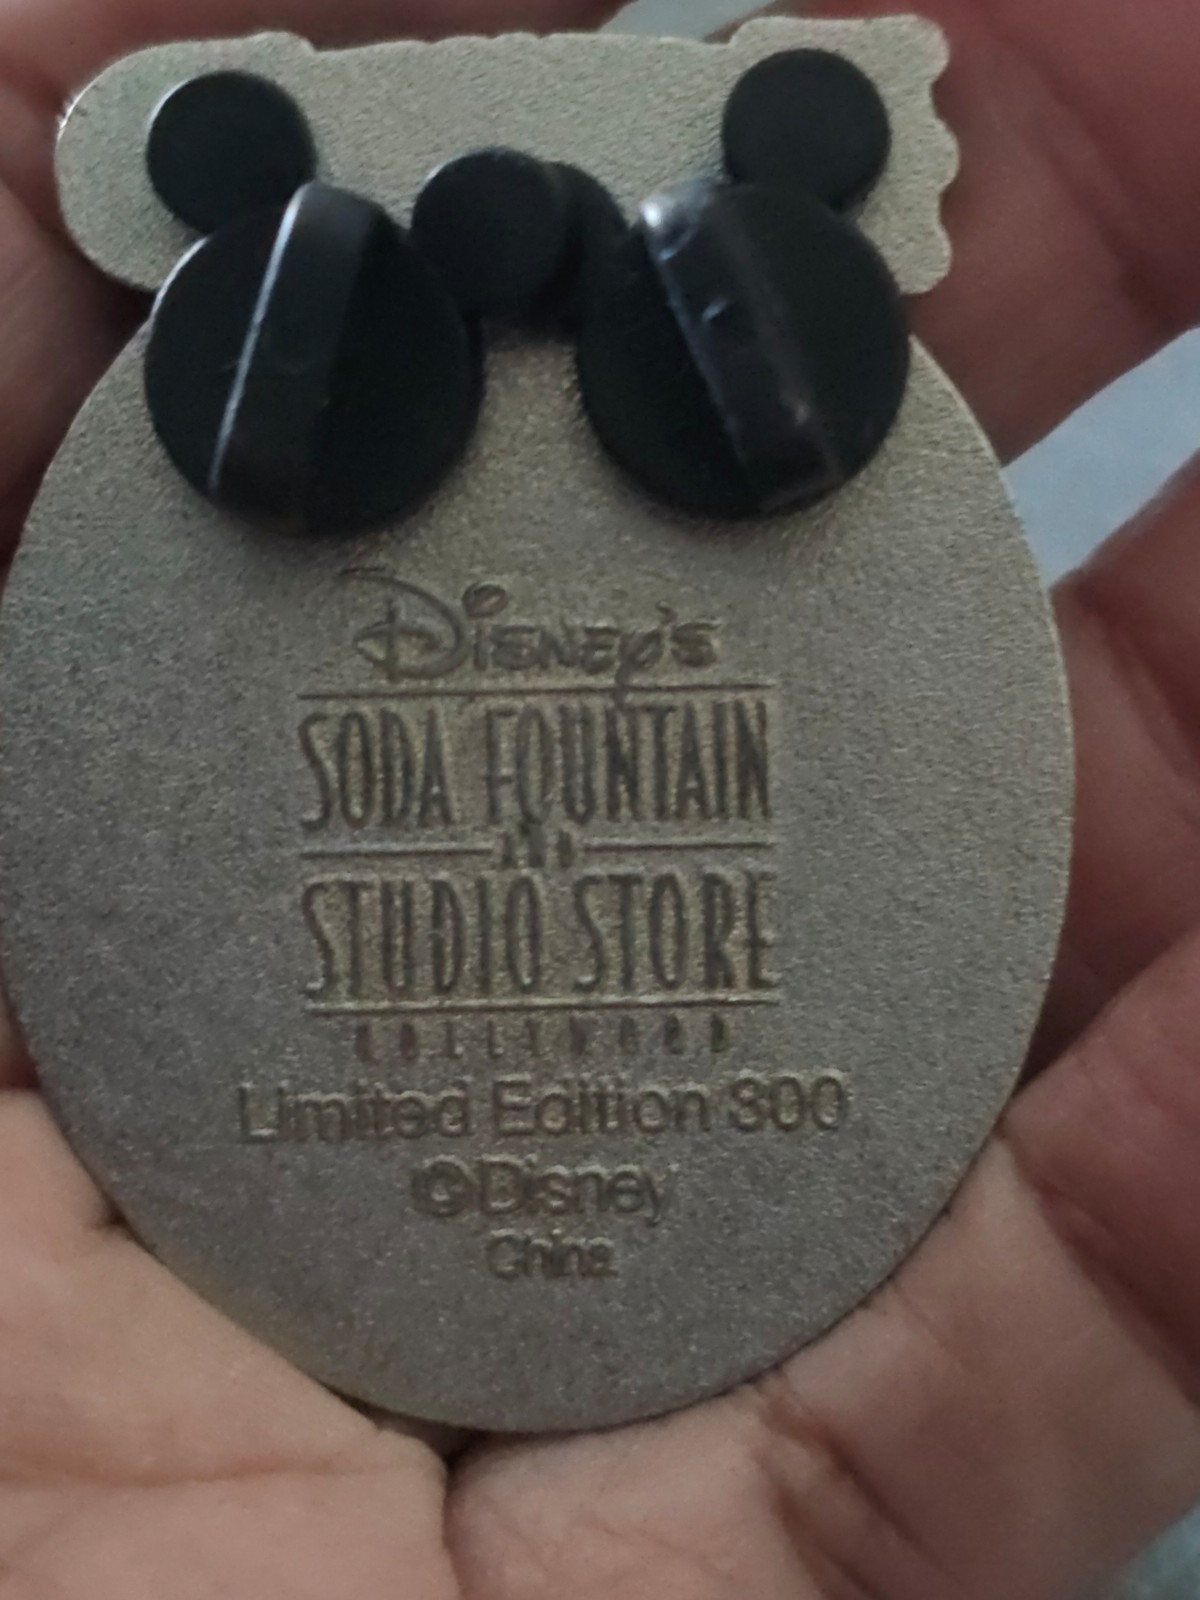 Disney's
SODA FOUNTAIN
AND
STUDIO STORE
HOLLYWOOD
Limited Edition 300
©Disney
China